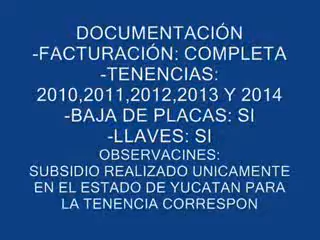 DOCUMENTACIÓN
-FACTURACIÓN: COMPLETA
-TENENCIAS:
2010,2011,2012,2013 Y 2014
-BAJA DE PLACAS: SI
-LLAVES: SI
OBSERVACINES:
SUBSIDIO REALIZADO UNICAMENTE
EN EL ESTADO DE YUCATAN PARA
LA TENENCIA CORRESPON